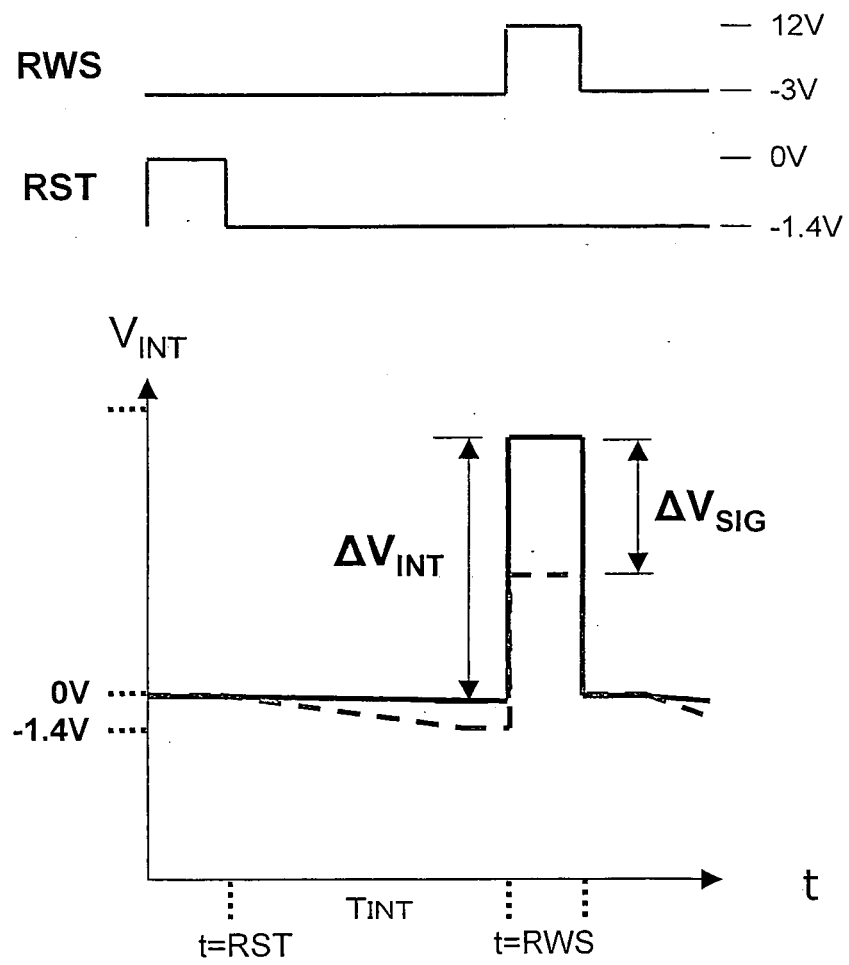 RWS
12V
-3V
RST
0V
-1.4V
VINT
ΔVINT
ΔVSIG
0V
-1.4V
TINT
t
t=RST
t=RWS